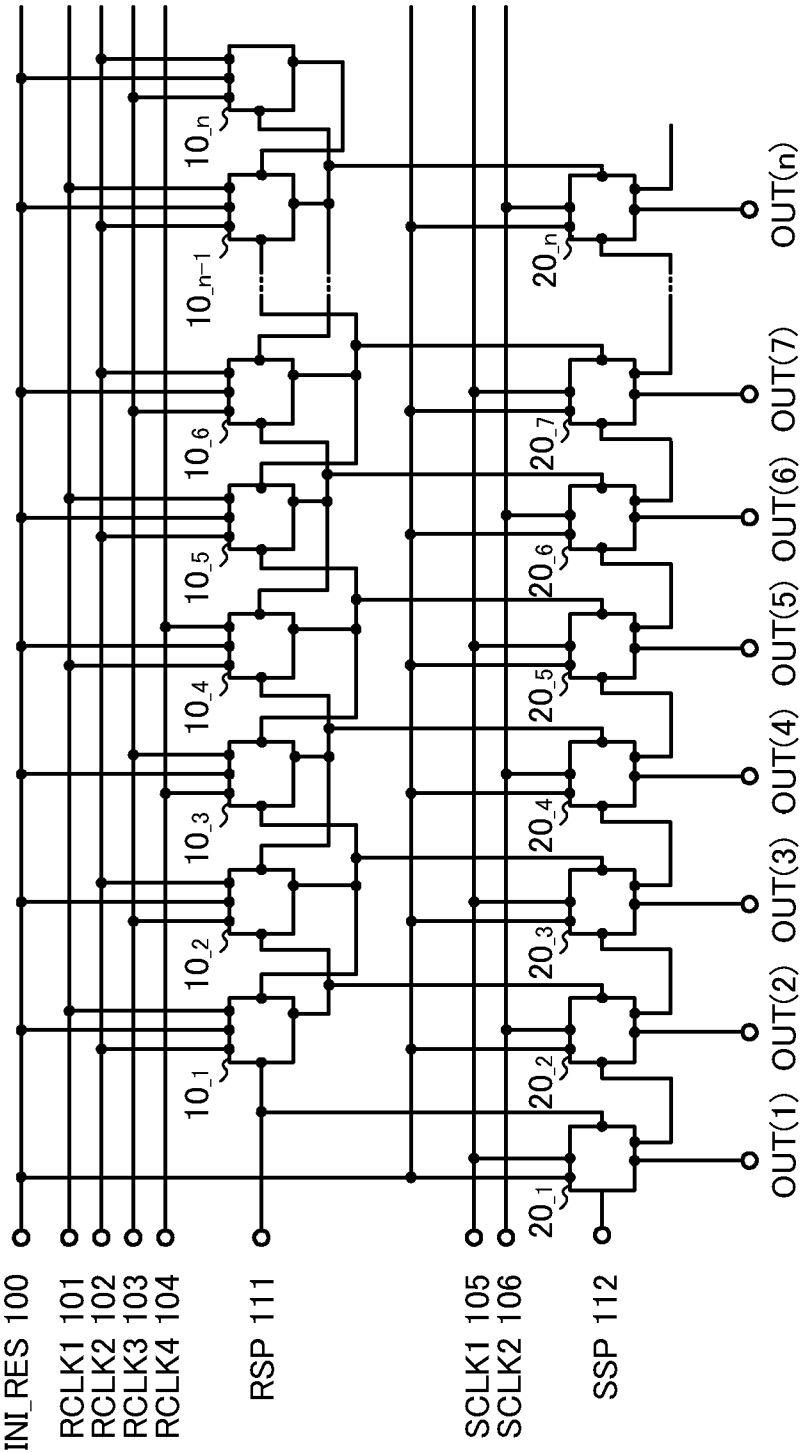 INI_RES 100
RCLK1 101
RCLK2 102
RCLK3 103
RCLK4 104
RSP 111
SCLK1 105
SCLK2 106
SSP 112
10_1
10_2
10_3
10_4
10_5
10_6
10_n-1
10_n
20_1
20_2
20_3
20_4
20_5
20_6
20_7
20_n
OUT(1)
OUT(2)
OUT(3)
OUT(4)
OUT(5)
OUT(6)
OUT(7)
OUT(n)